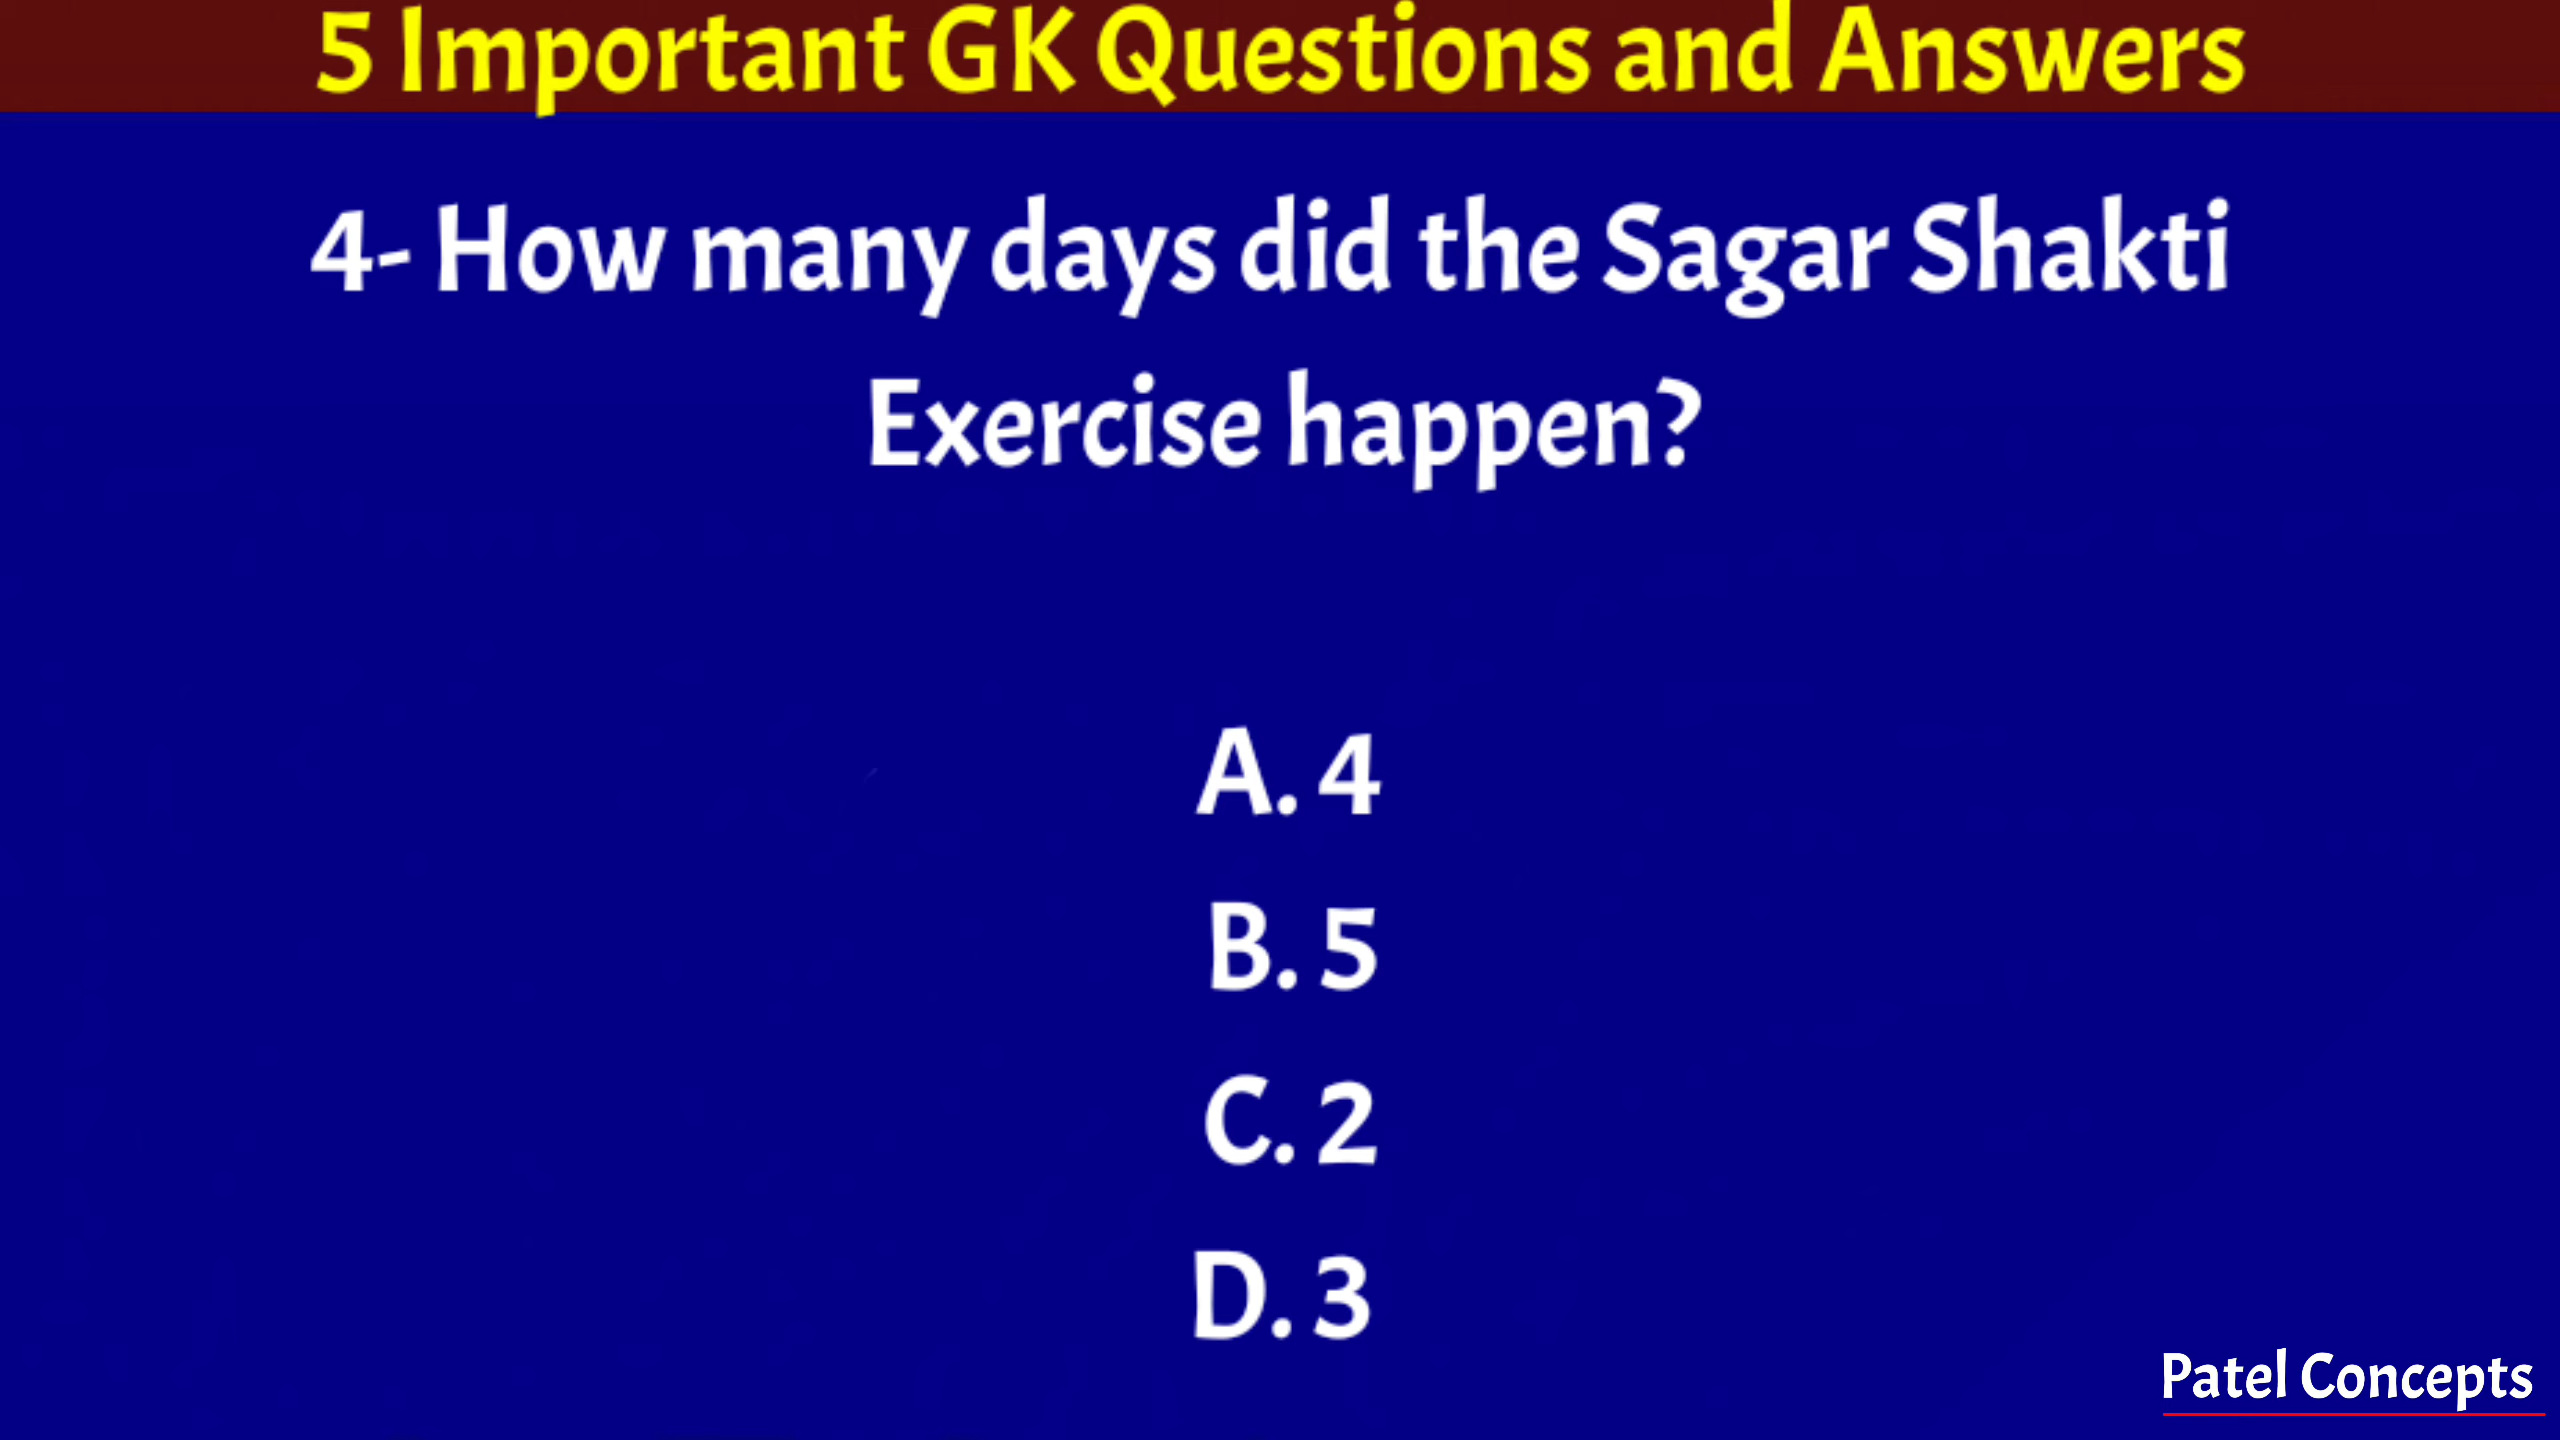 5 Important GK Questions and Answers
4- How many days did the Sagar Shakti
Exercise happen?
A. 4
B. 5
C. 2
D. 3
Patel Concepts